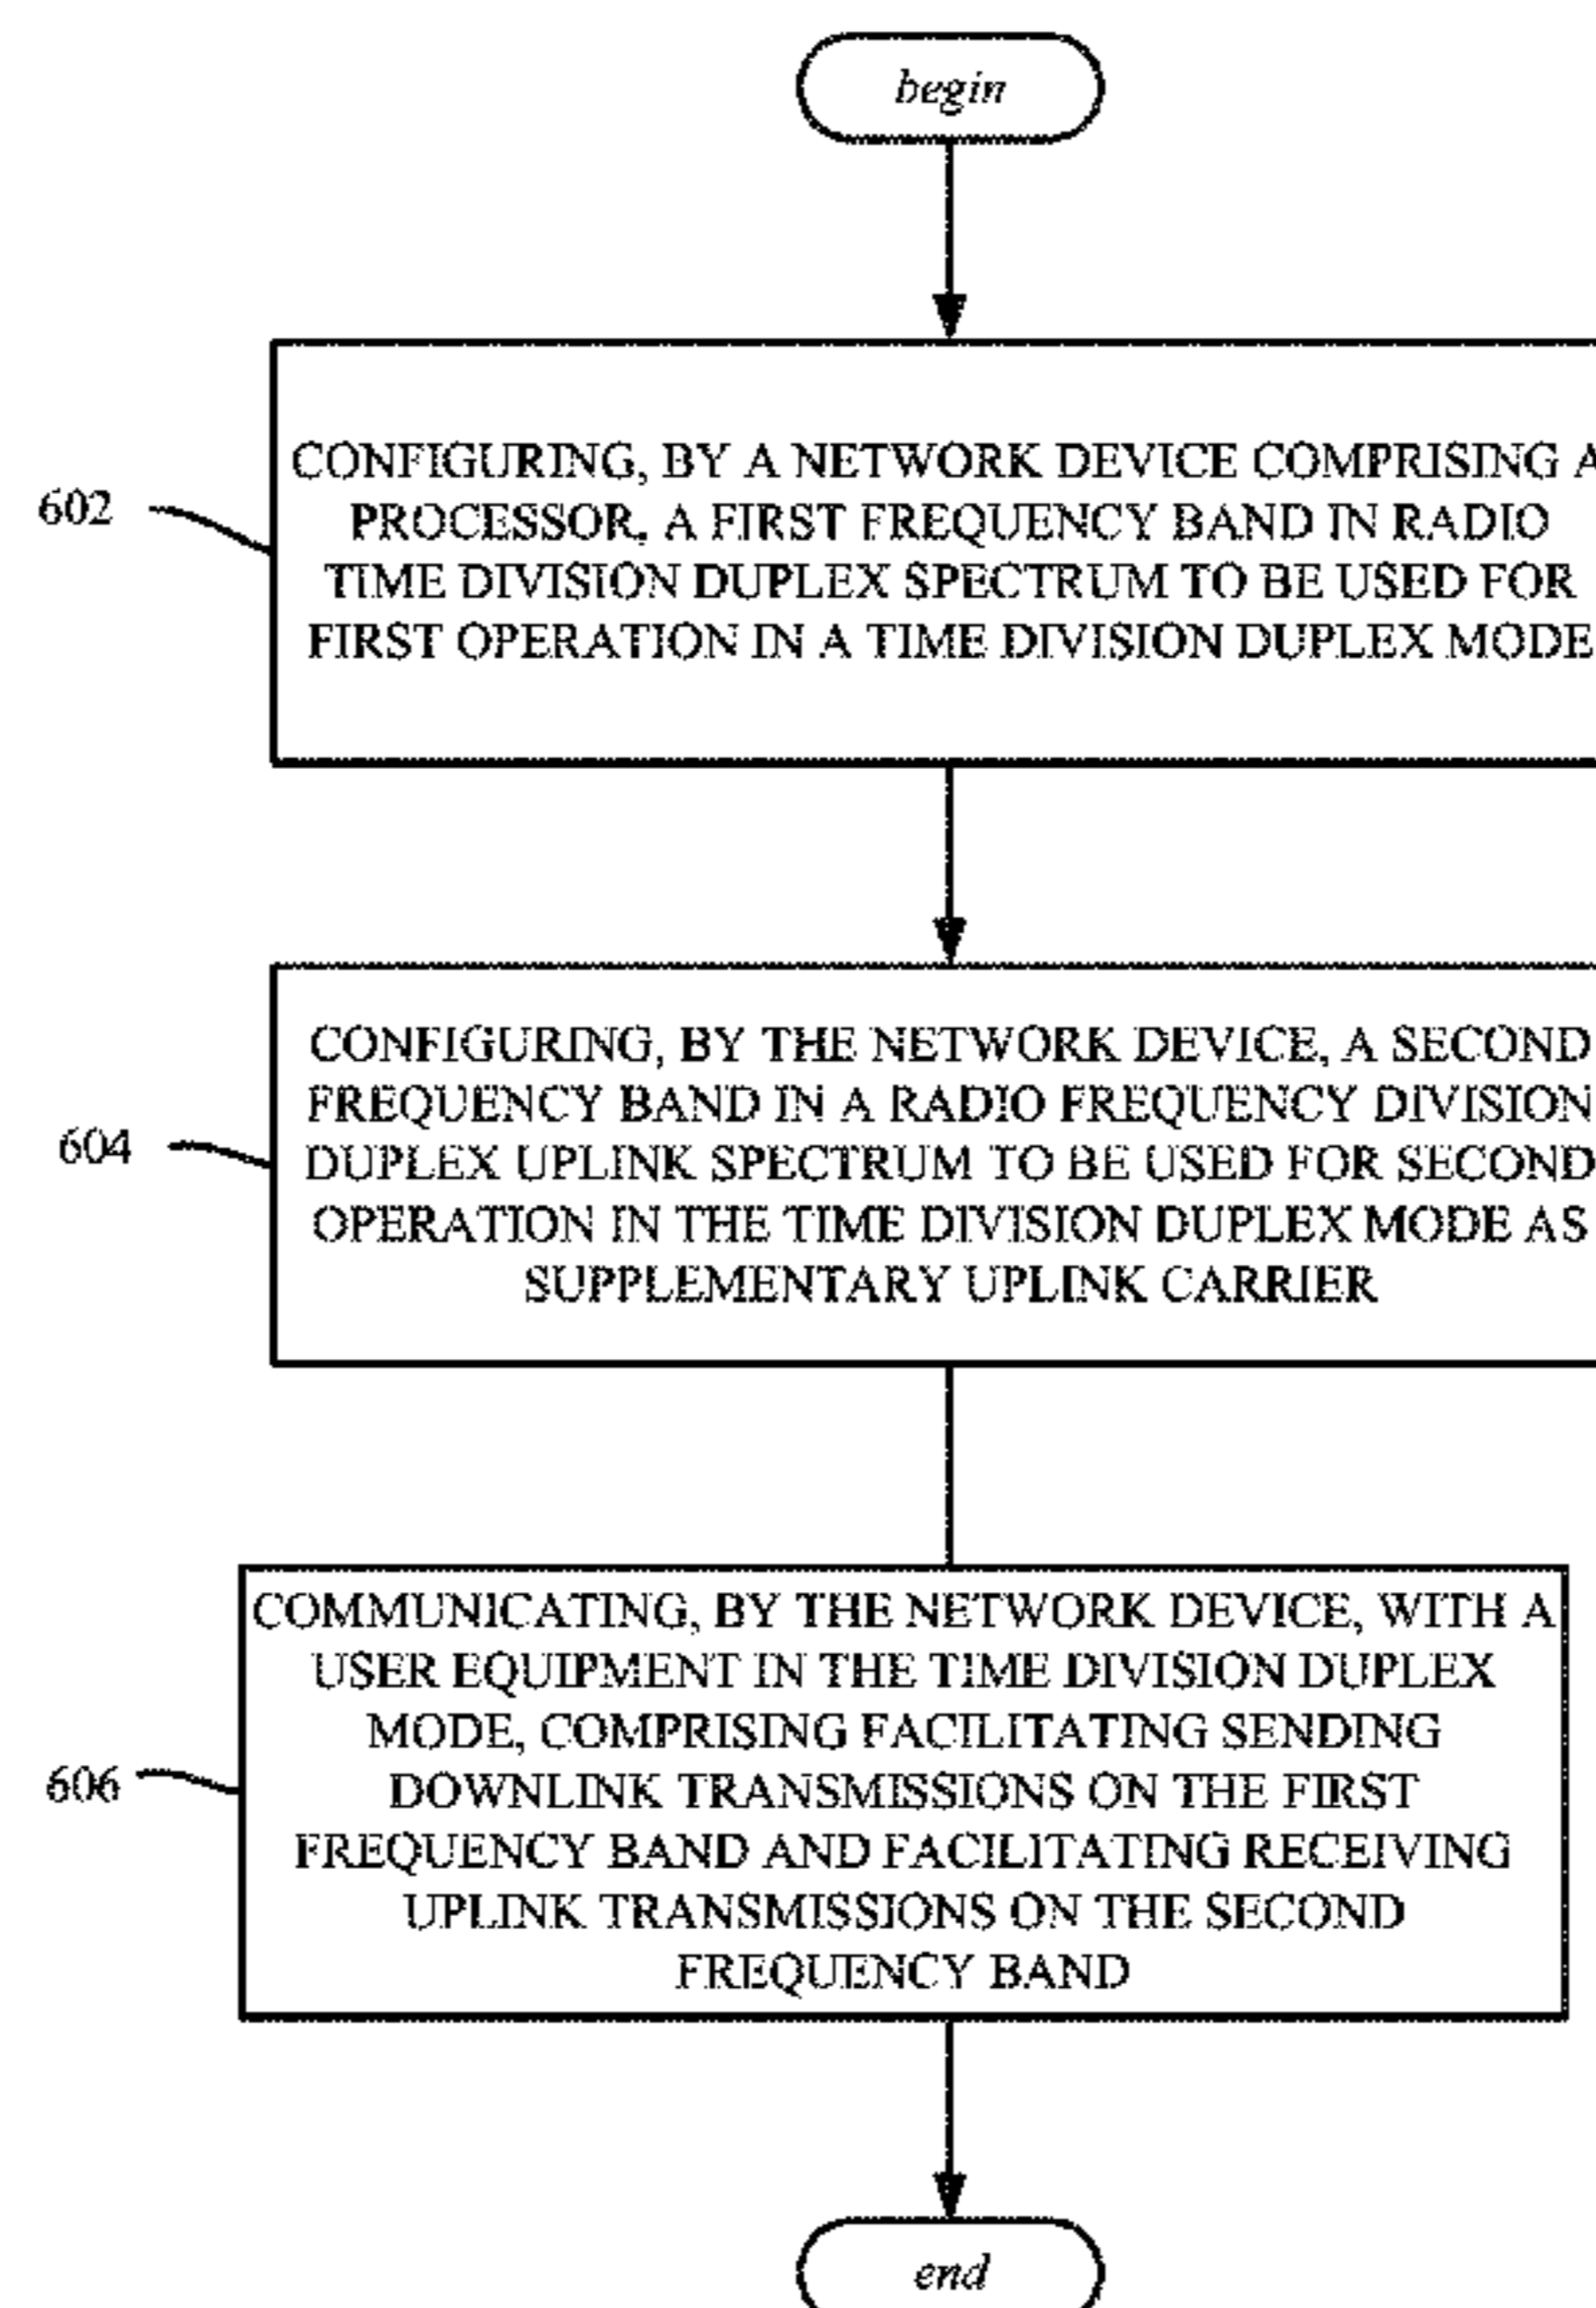 begin
CONFIGURING, BY A NETWORK DEVICE COMPRISING A
PROCESSOR, A FIRST FREQUENCY BAND IN RADIO
TIME DIVISION DUPLEX SPECTRUM TO BE USED FOR
FIRST OPERATION IN A TIME DIVISION DUPLEX MODE
602
CONFIGURING, BY THE NETWORK DEVICE, A SECOND
FREQUENCY BAND IN A RADIO FREQUENCY DIVISION
DUPLEX UPLINK SPECTRUM TO BE USED FOR SECOND
OPERATION IN THE TIME DIVISION DUPLEX MODE AS
SUPPLEMENTARY UPLINK CARRIER
604
COMMUNICATING, BY THE NETWORK DEVICE, WITH A
USER EQUIPMENT IN THE TIME DIVISION DUPLEX
MODE, COMPRISING FACILITATING SENDING
DOWNLINK TRANSMISSIONS ON THE FIRST
FREQUENCY BAND AND FACILITATING RECEIVING
UPLINK TRANSMISSIONS ON THE SECOND
FREQUENCY BAND
606
end